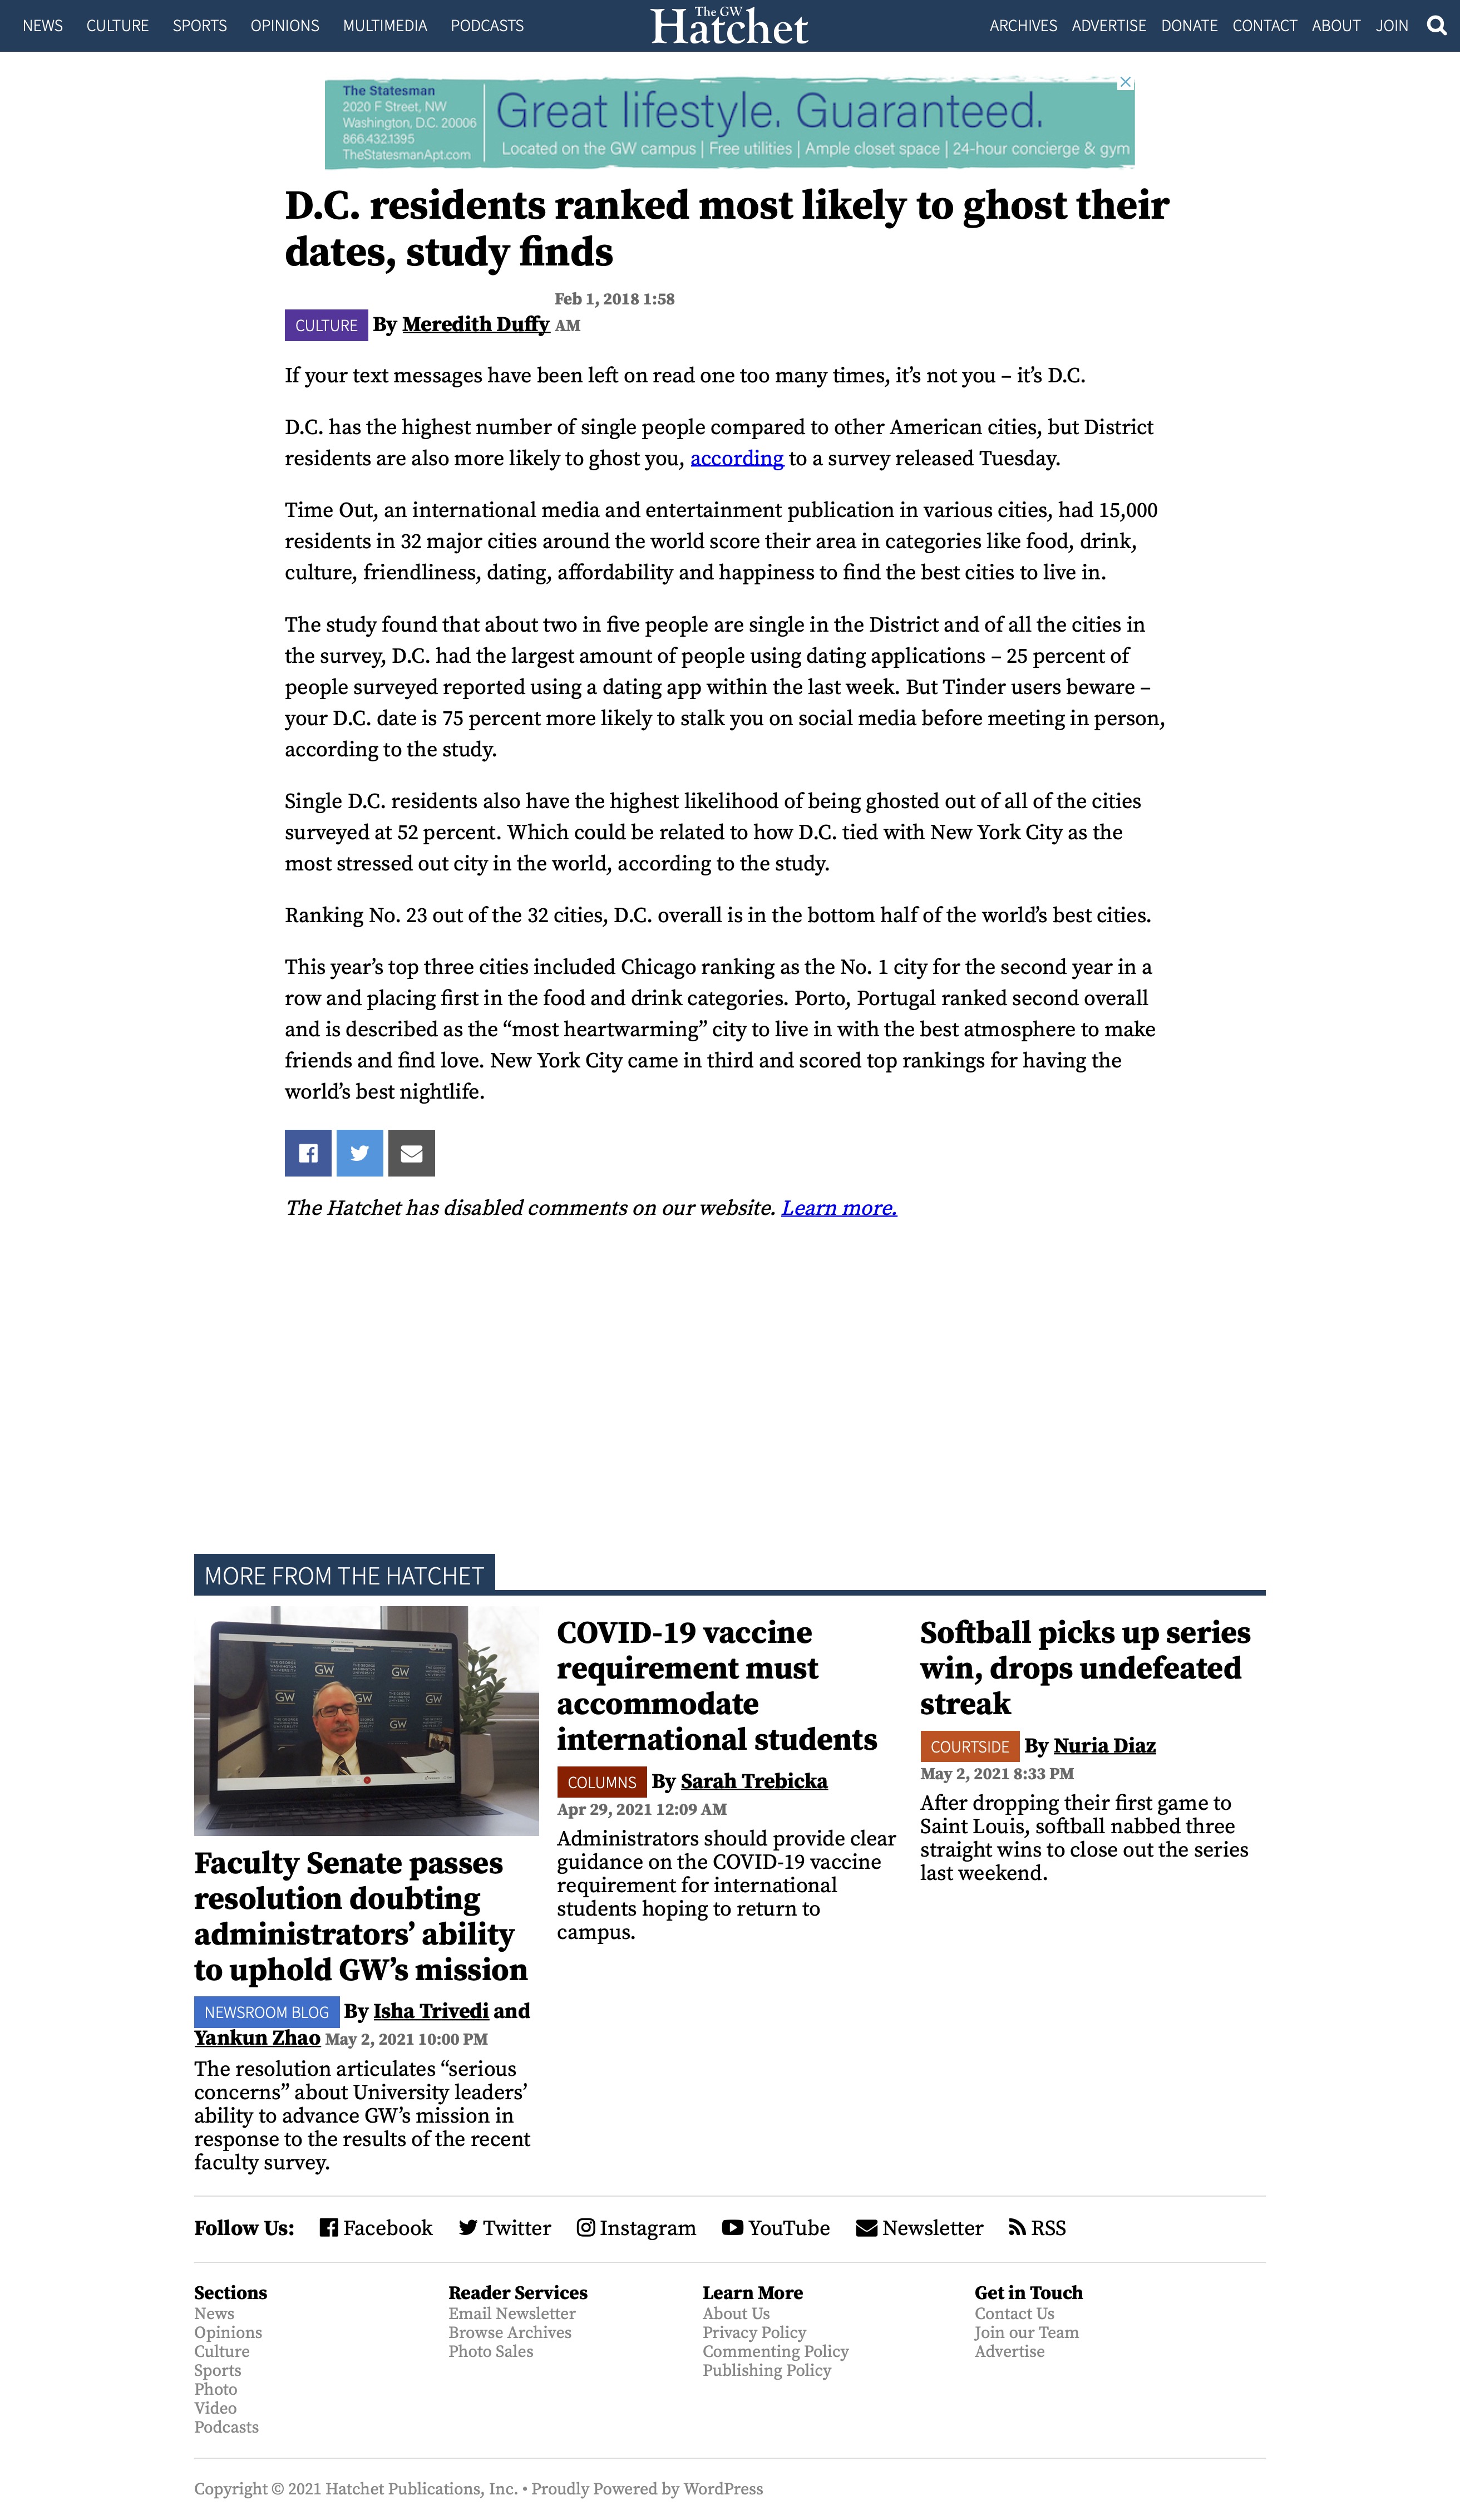 NEWS CULTURE SPORTS OPINIONS MULTIMEDIA PODCASTS The GW Hatchet ARCHIVES ADVERTISE DONATE CONTACT ABOUT JOIN
The Statesman
2020 F Street, NW
Washington, D.C. 20006
866.432.1395
TheStatesmanApt.com
Great lifestyle. Guaranteed.
Located on the GW campus | Free utilities | Ample closet space | 24-hour concierge & gym
D.C. residents ranked most likely to ghost their
dates, study finds
CULTURE By Meredith Duffy Feb 1, 2018 1:58
AM
If your text messages have been left on read one too many times, it’s not you – it’s D.C.
D.C. has the highest number of single people compared to other American cities, but District
residents are also more likely to ghost you, according to a survey released Tuesday.
Time Out, an international media and entertainment publication in various cities, had 15,000
residents in 32 major cities around the world score their area in categories like food, drink,
culture, friendliness, dating, affordability and happiness to find the best cities to live in.
The study found that about two in five people are single in the District and of all the cities in
the survey, D.C. had the largest amount of people using dating applications – 25 percent of
people surveyed reported using a dating app within the last week. But Tinder users beware –
your D.C. date is 75 percent more likely to stalk you on social media before meeting in person,
according to the study.
Single D.C. residents also have the highest likelihood of being ghosted out of all of the cities
surveyed at 52 percent. Which could be related to how D.C. tied with New York City as the
most stressed out city in the world, according to the study.
Ranking No. 23 out of the 32 cities, D.C. overall is in the bottom half of the world’s best cities.
This year’s top three cities included Chicago ranking as the No. 1 city for the second year in a
row and placing first in the food and drink categories. Porto, Portugal ranked second overall
and is described as the “most heartwarming” city to live in with the best atmosphere to make
friends and find love. New York City came in third and scored top rankings for having the
world’s best nightlife.
The Hatchet has disabled comments on our website. Learn more.
MORE FROM THE HATCHET
GW GW
GW GW GW
GW
Faculty Senate passes
resolution doubting
administrators’ ability
to uphold GW’s mission
NEWSROOM BLOG By Isha Trivedi and
Yankun Zhao May 2, 2021 10:00 PM
The resolution articulates “serious
concerns” about University leaders’
ability to advance GW’s mission in
response to the results of the recent
faculty survey.
COVID-19 vaccine
requirement must
accommodate
international students
COLUMNS By Sarah Trebicka
Apr 29, 2021 12:09 AM
Administrators should provide clear
guidance on the COVID-19 vaccine
requirement for international
students hoping to return to
campus.
Softball picks up series
win, drops undefeated
streak
COURTSIDE By Nuria Diaz
May 2, 2021 8:33 PM
After dropping their first game to
Saint Louis, softball nabbed three
straight wins to close out the series
last weekend.
Follow Us: Facebook Twitter Instagram YouTube Newsletter RSS
Sections
News
Opinions
Culture
Sports
Photo
Video
Podcasts
Reader Services
Email Newsletter
Browse Archives
Photo Sales
Learn More
About Us
Privacy Policy
Commenting Policy
Publishing Policy
Get in Touch
Contact Us
Join our Team
Advertise
Copyright © 2021 Hatchet Publications, Inc. • Proudly Powered by WordPress